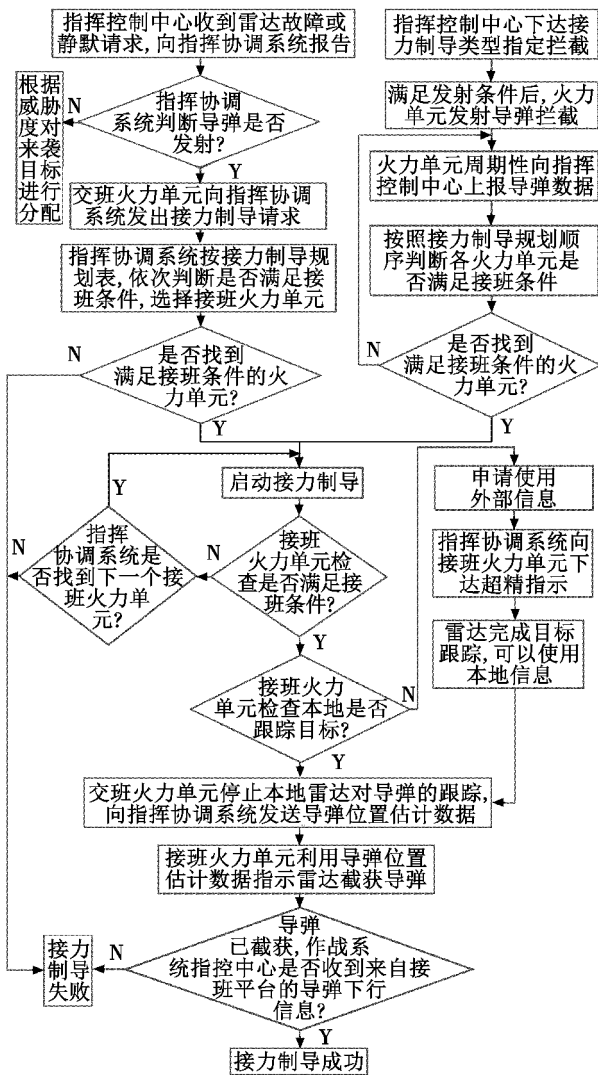 指挥控制中心收到雷达故障或
静默请求,向指挥协调系统报告
指挥协调
系统判断导弹是否
发射?
N
根据
威胁
度对
来袭
目标
进行
分配
Y
交班火力单元向指挥协调
系统发出接力制导请求
指挥协调系统按接力制导规
划表,依次判断是否满足接
班条件,选择接班火力单元
N
是否找到
满足接班条件的火
力单元?
Y
指挥控制中心下达接
力制导类型指定拦截
满足发射条件后,火力
单元发射导弹拦截
火力单元周期性向指挥
控制中心上报导弹数据
按照接力制导规划顺
序判断各火力单元是
否满足接班条件
N
是否找到
满足接班条件的火力
单元?
Y
启动接力制导
Y
指挥
协调系统是
否找到下一个接
班火力单
元?
N
N
接班
火力单元检
查是否满足接
班条件?
Y
接班火力
单元检查本地是否
跟踪目标?
N
Y
申请使用
外部信息
指挥协调系统向
接班火力单元下
达超精指示
雷达完成目标
跟踪,可以使用
本地信息
交班火力单元停止本地雷达对导弹的跟踪,
向指挥协调系统发送导弹位置估计数据
接班火力单元利用导弹位置
估计数据指示雷达截获导弹
导弹
已截获,作战系
统指控中心是否收到来自接
班平台的导弹下行
信息?
N
接力
制导
失败
Y
接力制导成功